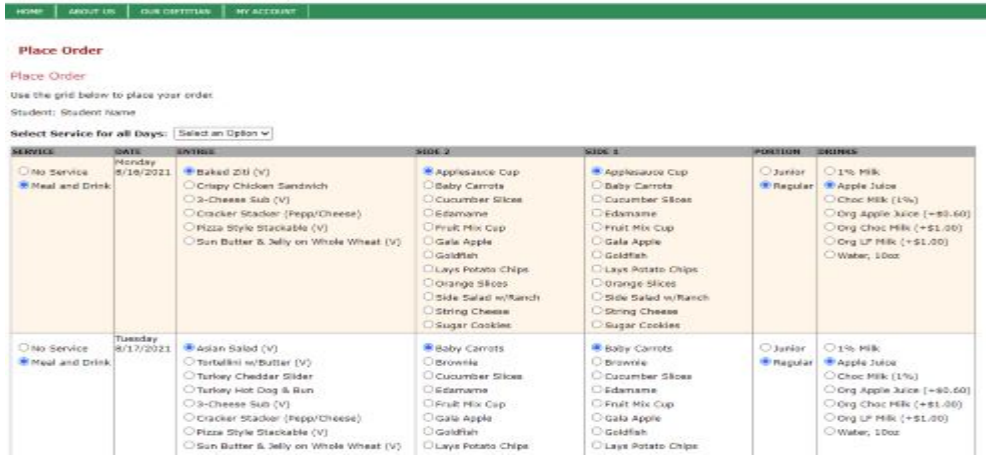 HOME ABOUT US OUR DIETITIAN MY ACCOUNT
Place Order
Place Order
Use the grid below to place your order
Student: Student Name
Select Service for all Days: Select an Option
SERVICE DATE ENTREE SIDE 2 SIDE 1 PORTION DRINKS
Monday
No Service 8/16/2021 Baked Ziti (V) Applesauce Cup Applesauce Cup Junior 1% Milk
Meal and Drink Crispy Chicken Sandwich Baby Carrots Baby Carrots Regular Apple Juice
3-Cheese Sub (V) Cucumber Slices Cucumber Slices Choc Milk (1%)
Cracker Stacker (Pepp/Cheese) Edamame Edamame Org Apple Juice (+$0.60)
Pizza Style Stackable (V) Fruit Mix Cup Fruit Mix Cup Org Choc Milk (+$1.00)
Sun Butter & Jelly on Whole Wheat (V) Gala Apple Gala Apple Org LF Milk (+$1.00)
Goldfish Goldfish Water, 10oz
Lays Potato Chips Lays Potato Chips
Orange Slices Orange Slices
Side Salad w/Ranch Side Salad w/Ranch
String Cheese String Cheese
Sugar Cookies Sugar Cookies
Tuesday
No Service 8/17/2021 Asian Salad (V) Baby Carrots Baby Carrots Junior 1% Milk
Meal and Drink Tortellini w/Butter (V) Brownie Brownie Regular Apple Juice
Turkey Cheddar Slider Cucumber Slices Cucumber Slices Choc Milk (1%)
Turkey Hot Dog & Bun Edamame Edamame Org Apple Juice (+$0.60)
3-Cheese Sub (V) Fruit Mix Cup Fruit Mix Cup Org Choc Milk (+$1.00)
Cracker Stacker (Pepp/Cheese) Gala Apple Gala Apple Org LF Milk (+$1.00)
Pizza Style Stackable (V) Goldfish Goldfish Water, 10oz
Sun Butter & Jelly on Whole Wheat (V) Lays Potato Chips Lays Potato Chips